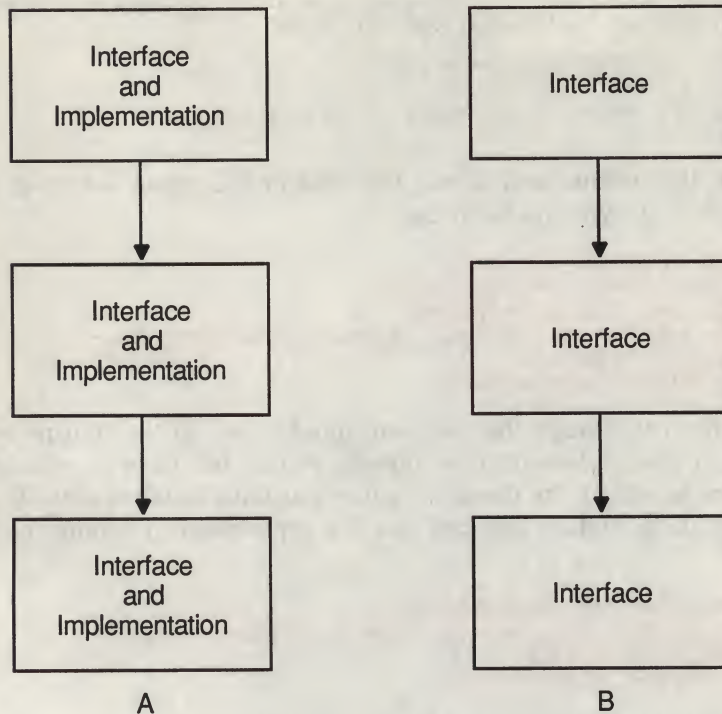 Interface
and
Implementation
Interface
and
Implementation
Interface
and
Implementation
A
Interface
Interface
Interface
B